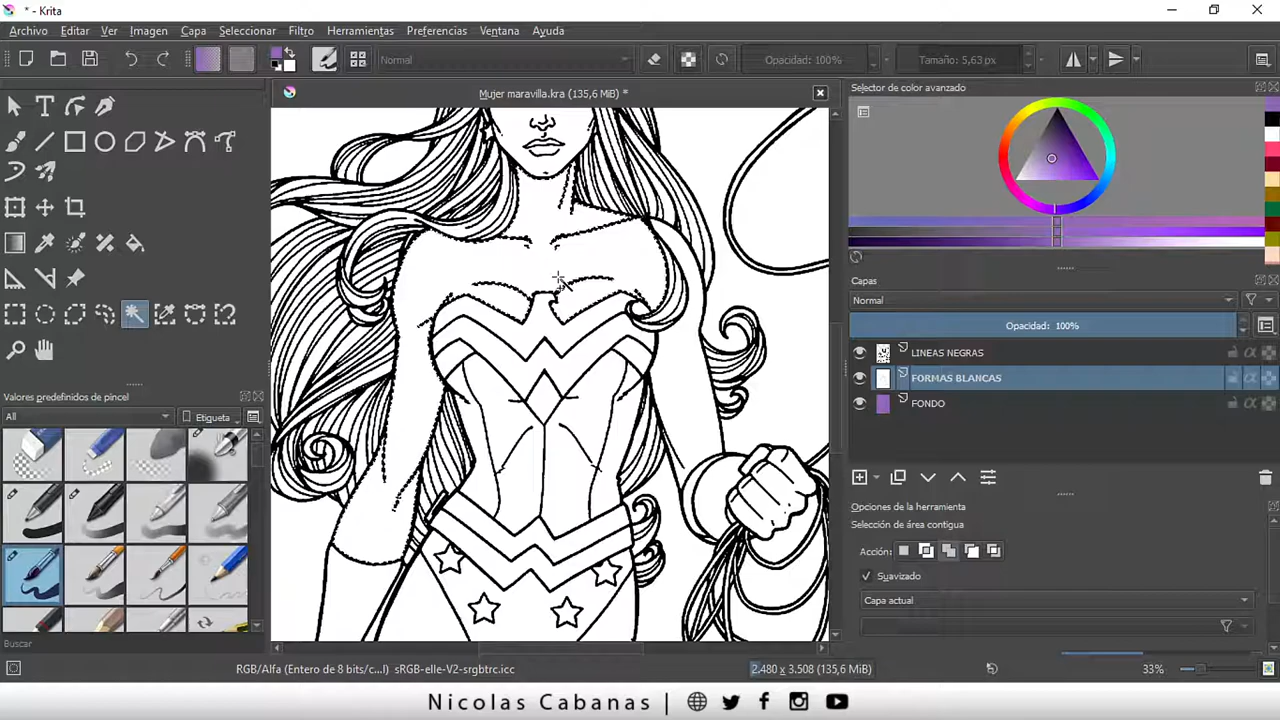 * - Krita
Archivo Editar Ver Imagen Capa Seleccionar Filtro Herramientas Preferencias Ventana Ayuda
Normal
Opacidad: 100%
Tamaño: 5,63 px
Mujer maravilla.kra (135,6 MiB) *
Selector de color avanzado
Capas
Normal
Opacidad: 100%
LINEAS NEGRAS
FORMAS BLANCAS
FONDO
Valores predefinidos de pincel
All
Etiqueta
Opciones de la herramienta
Selección de área contigua
Acción:
Suavizado
Capa actual
Buscar
RGB/Alfa (Entero de 8 bits/c...l) sRGB-elle-V2-srgbtrc.icc
2.480 x 3.508 (135,6 MiB)
33%
Nicolas Cabanas |